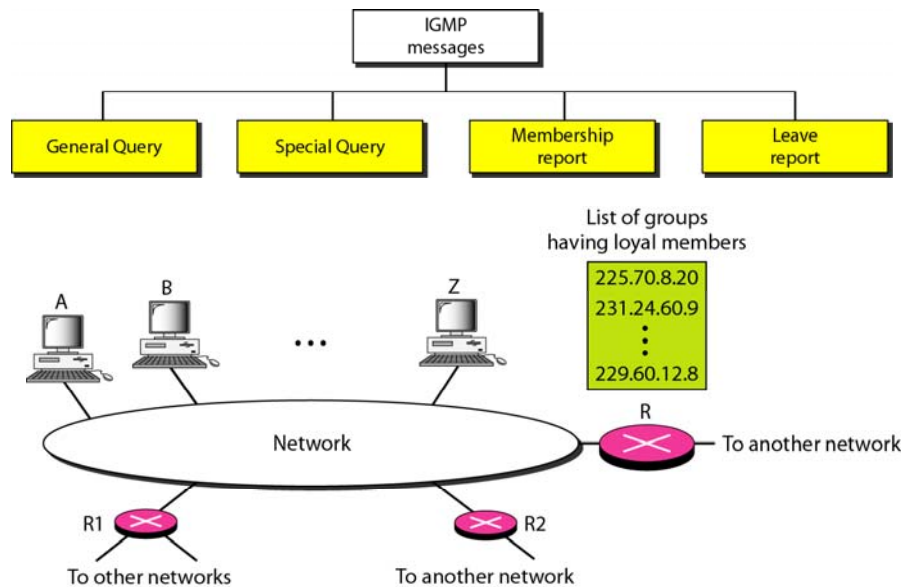 IGMP
messages
General Query
Special Query
Membership
report
Leave
report
List of groups
having loyal members
225.70.8.20
231.24.60.9
229.60.12.8
A
B
Z
R
Network
To another network
R1
R2
To other networks
To another network